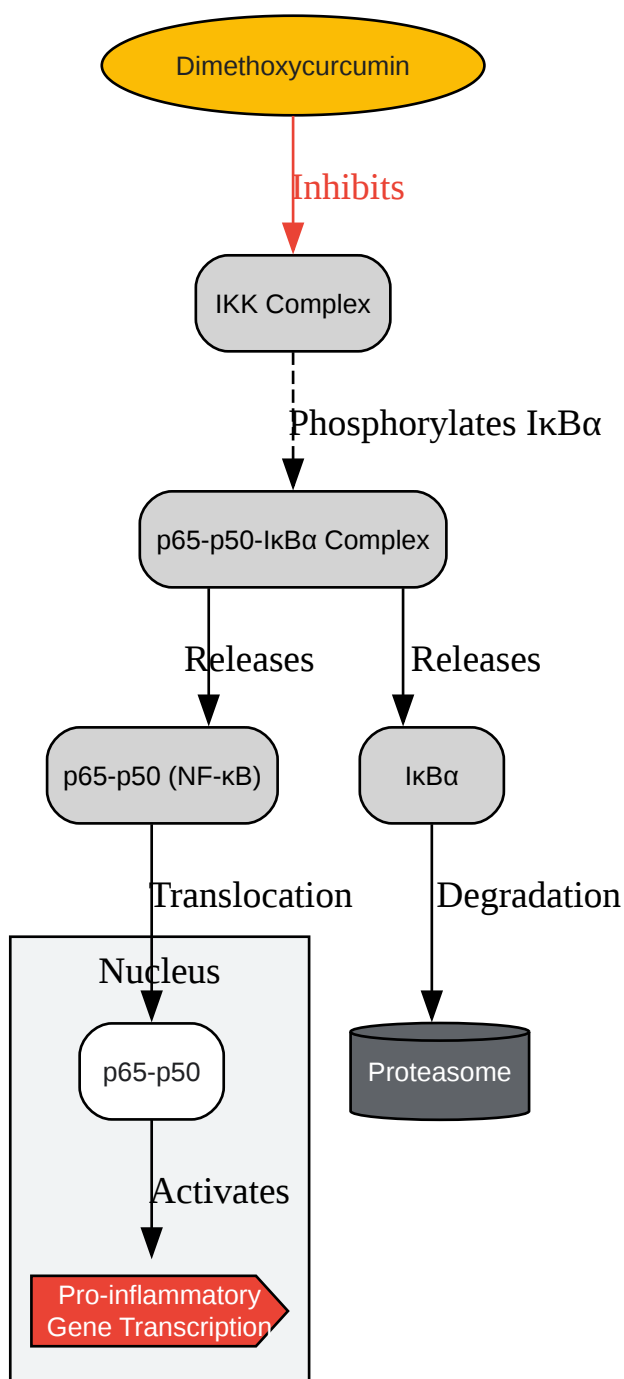 Dimethoxycurcumin
Inhibits
IKK Complex
Phosphorylates IκBα
p65-p50-IκBα Complex
Releases
Releases
p65-p50 (NF-κB)
IκBα
Translocation
Degradation
Nucleus
p65-p50
Proteasome
Activates
Pro-inflammatory
Gene Transcription